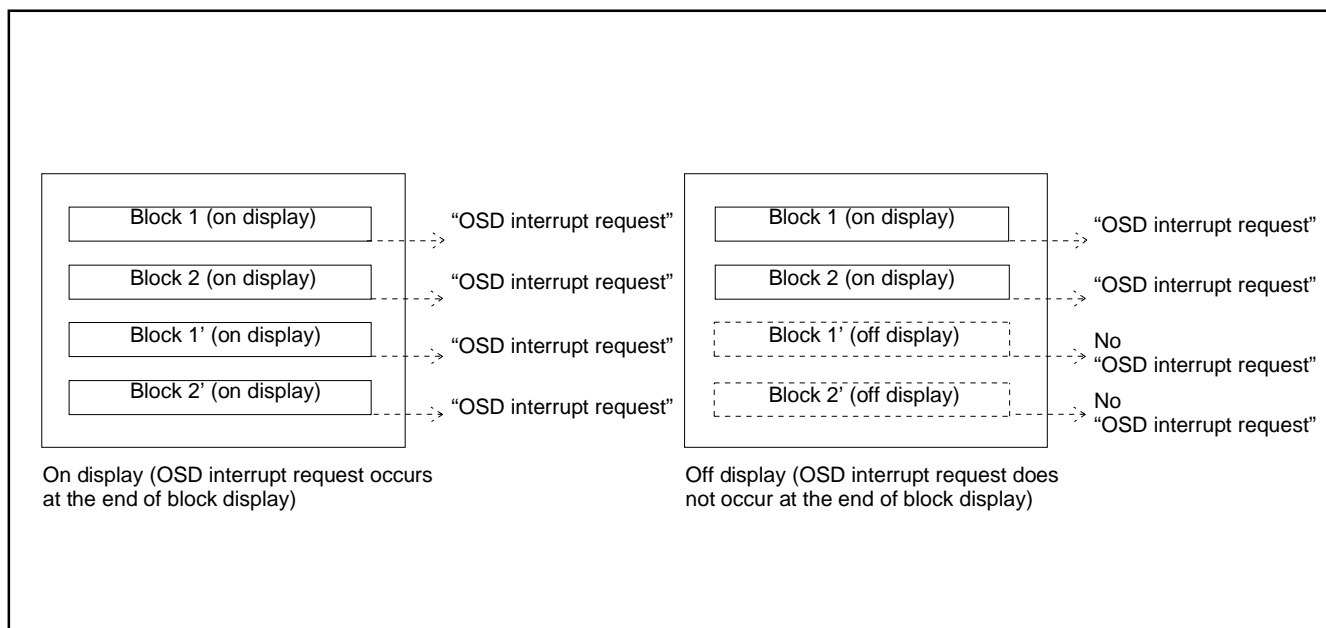 Block 1 (on display)
“OSD interrupt request”
Block 2 (on display)
“OSD interrupt request”
Block 1’ (on display)
“OSD interrupt request”
Block 2’ (on display)
“OSD interrupt request”
On display (OSD interrupt request occurs
at the end of block display)
Block 1 (on display)
“OSD interrupt request”
Block 2 (on display)
“OSD interrupt request”
Block 1’ (off display)
No
“OSD interrupt request”
Block 2’ (off display)
No
“OSD interrupt request”
Off display (OSD interrupt request does
not occur at the end of block display)